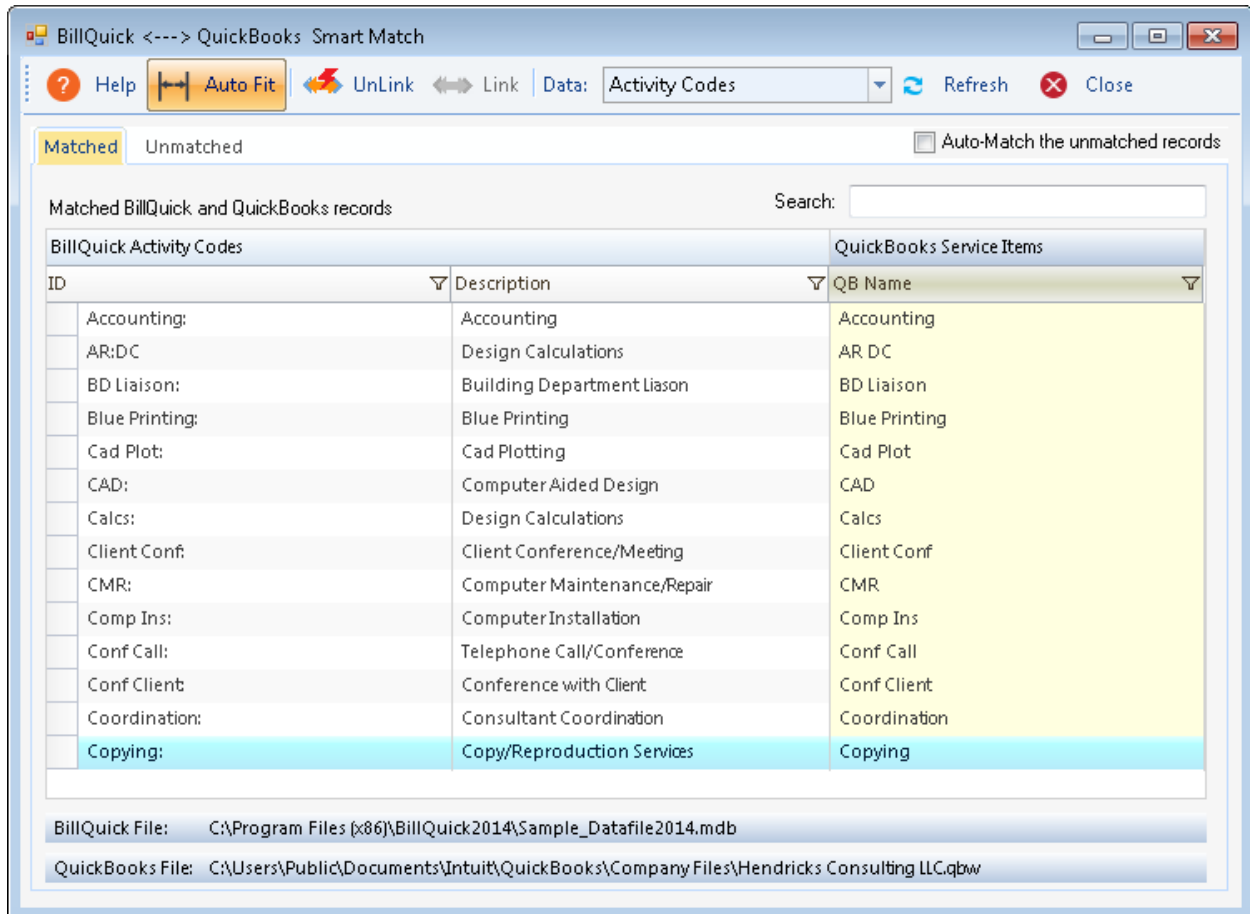 BillQuick <---> QuickBooks Smart Match
? Help Auto Fit UnLink Link Data: Activity Codes Refresh Close
Matched Unmatched Auto-Match the unmatched records
Matched BillQuick and QuickBooks records Search:
BillQuick Activity Codes QuickBooks Service Items
ID Description QB Name
Accounting: Accounting Accounting
AR:DC Design Calculations AR DC
BD Liaison: Building Department Liason BD Liaison
Blue Printing: Blue Printing Blue Printing
Cad Plot: Cad Plotting Cad Plot
CAD: Computer Aided Design CAD
Calcs: Design Calculations Calcs
Client Conf: Client Conference/Meeting Client Conf
CMR: Computer Maintenance/Repair CMR
Comp Ins: Computer Installation Comp Ins
Conf Call: Telephone Call/Conference Conf Call
Conf Client: Conference with Client Conf Client
Coordination: Consultant Coordination Coordination
Copying: Copy/Reproduction Services Copying
BillQuick File: C:\Program Files (x86)\BillQuick2014\Sample_Datafile2014.mdb
QuickBooks File: C:\Users\Public\Documents\Intuit\QuickBooks\Company Files\Hendricks Consulting LLC.qbw